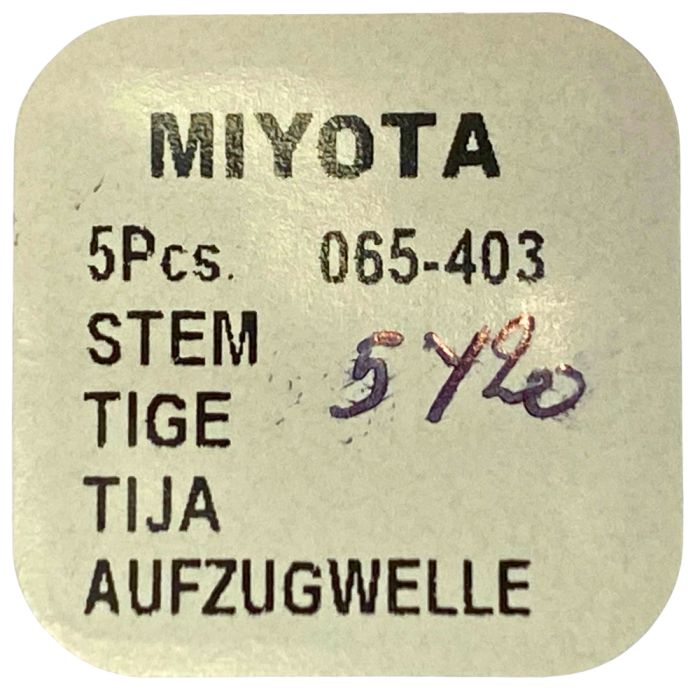 MIYOTA
5Pcs. 065-403
STEM 5Y20
TIGE
TIJA
AUFZUGWELLE